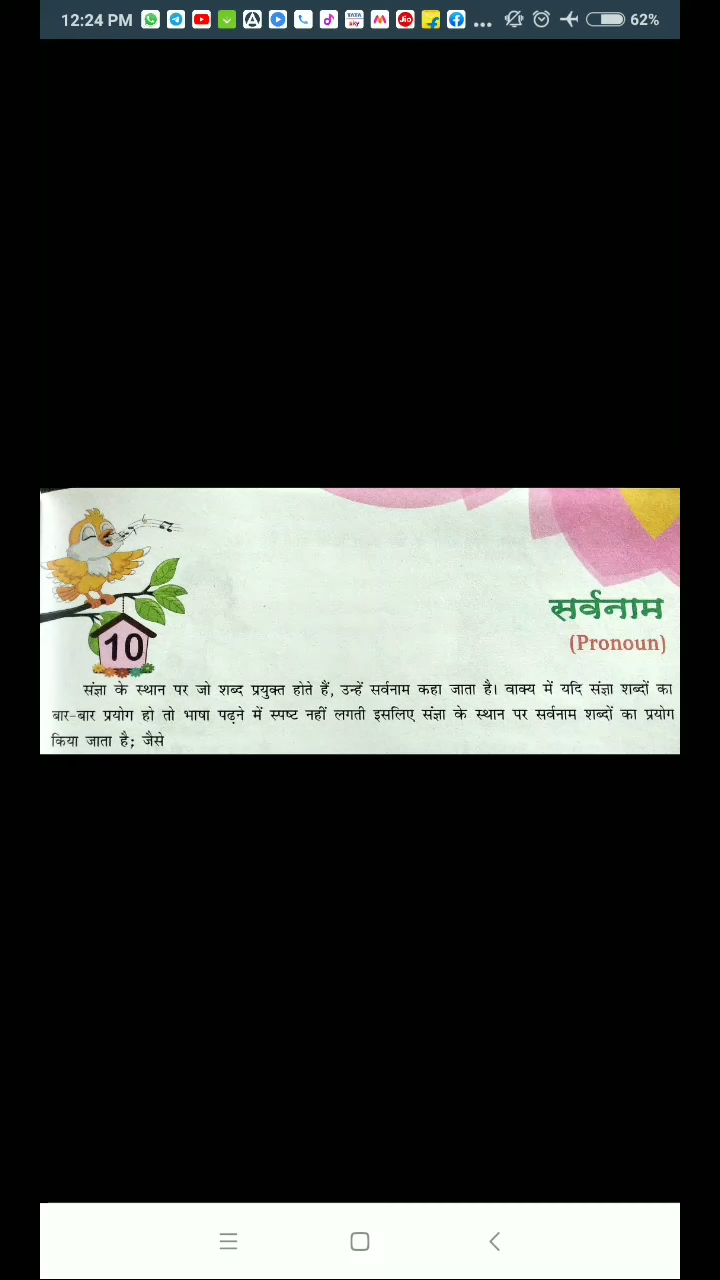 12:24 PM
62%
10
सर्वनाम
(Pronoun)
संज्ञा के स्थान पर जो शब्द प्रयुक्त होते हैं, उन्हें सर्वनाम कहा जाता है। वाक्य में यदि संज्ञा शब्दों का
बार-बार प्रयोग हो तो भाषा पढ़ने में स्पष्ट नहीं लगती इसलिए संज्ञा के स्थान पर सर्वनाम शब्दों का प्रयोग
किया जाता है; जैसे